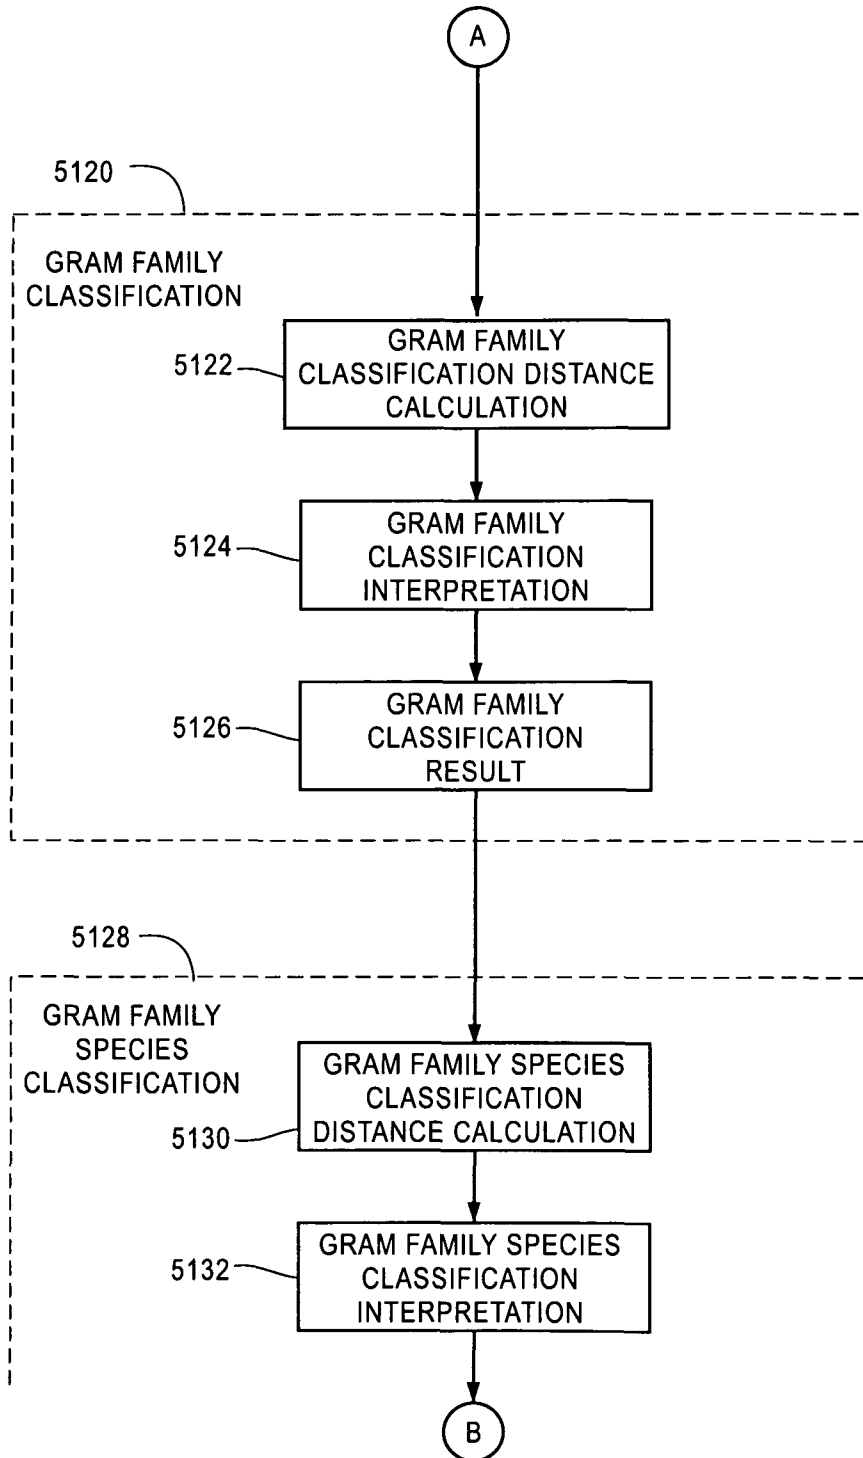 A
5120
GRAM FAMILY
CLASSIFICATION
5122
GRAM FAMILY
CLASSIFICATION DISTANCE
CALCULATION
5124
GRAM FAMILY
CLASSIFICATION
INTERPRETATION
5126
GRAM FAMILY
CLASSIFICATION
RESULT
5128
GRAM FAMILY
SPECIES
CLASSIFICATION
GRAM FAMILY SPECIES
CLASSIFICATION
DISTANCE CALCULATION
5130
GRAM FAMILY SPECIES
CLASSIFICATION
INTERPRETATION
5132
B